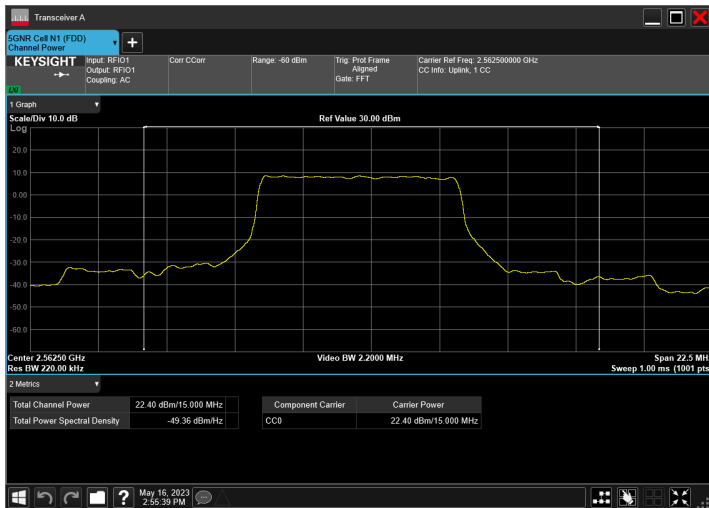 Transceiver A
5GNR Cell N1 (FDD)
Channel Power
KEYSIGHT
Input: RFIO1
Output: RFIO1
Coupling: AC
Corr CCorr
Range: -60 dBm
Trig: Prot Frame
Aligned
Gate: FFT
Carrier Ref Freq: 2.562500000 GHz
CC Info: Uplink, 1 CC
LXI
1 Graph
Scale/Div 10.0 dB
Ref Value 30.00 dBm
Log
20.0
10.0
0.00
-10.0
-20.0
-30.0
-40.0
-50.0
-60.0
Center 2.56250 GHz
Video BW 2.2000 MHz
Span 22.5 MH
Res BW 220.00 kHz
Sweep 1.00 ms (1001 pts
2 Metrics
Total Channel Power
22.40 dBm/15.000 MHz
Total Power Spectral Density
-49.36 dBm/Hz
Component Carrier
Carrier Power
CC0
22.40 dBm/15.000 MHz
?
May 16, 2023
2:55:39 PM